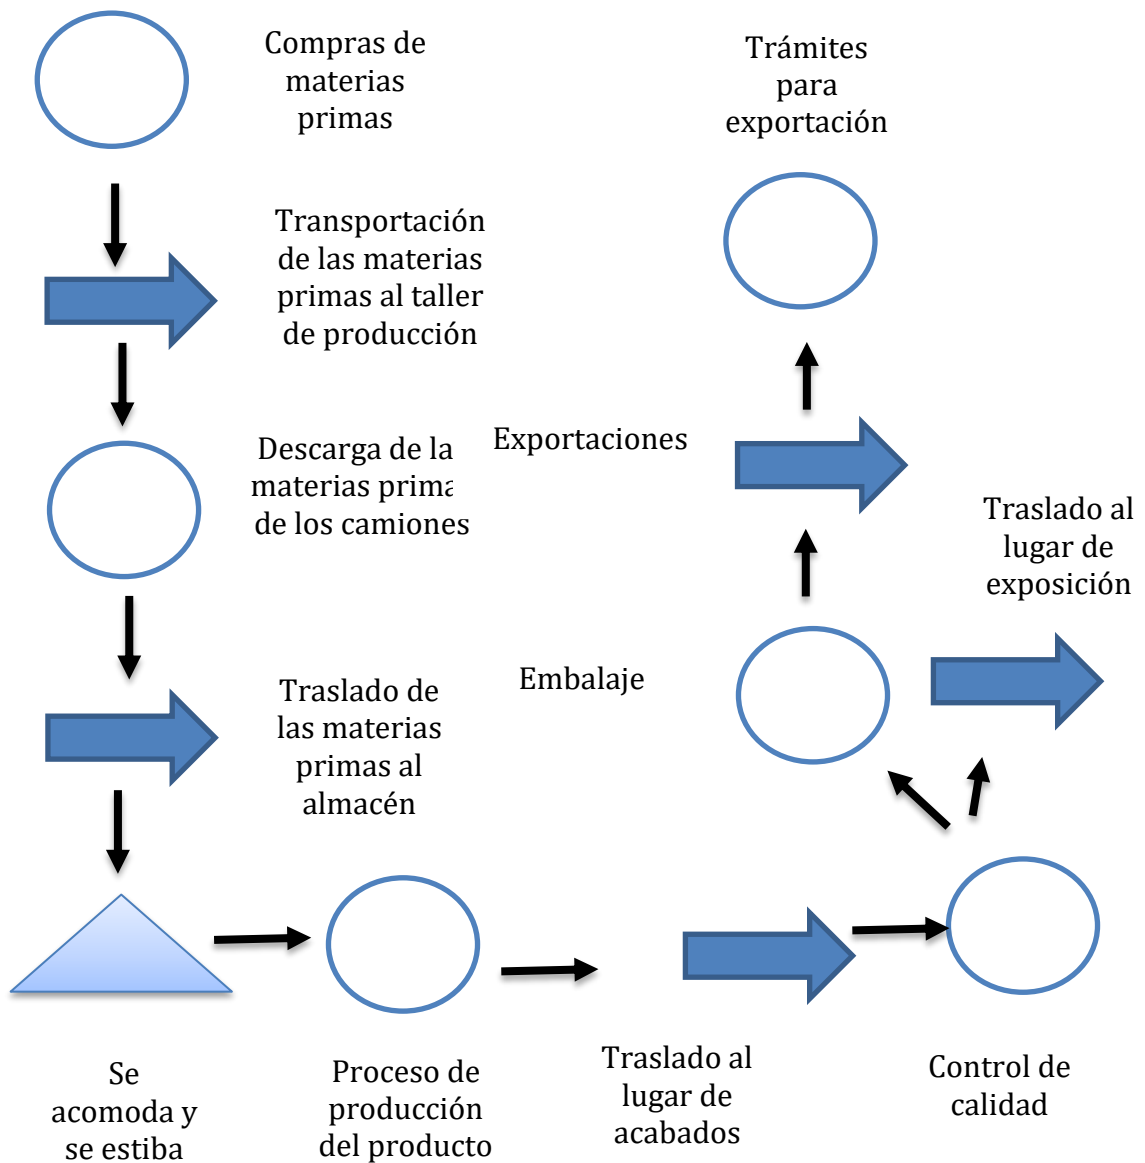 Compras de
materias
primas
Transportación
de las materias
primas al taller
de producción
Descarga de la
materias prima
de los camiones
Traslado de
las materias
primas al
almacén
Se
acomoda y
se estiba
Proceso de
producción
del producto
Traslado al
lugar de
acabados
Control de
calidad
Traslado al
lugar de
exposición
Embalaje
Exportaciones
Trámites
para
exportación